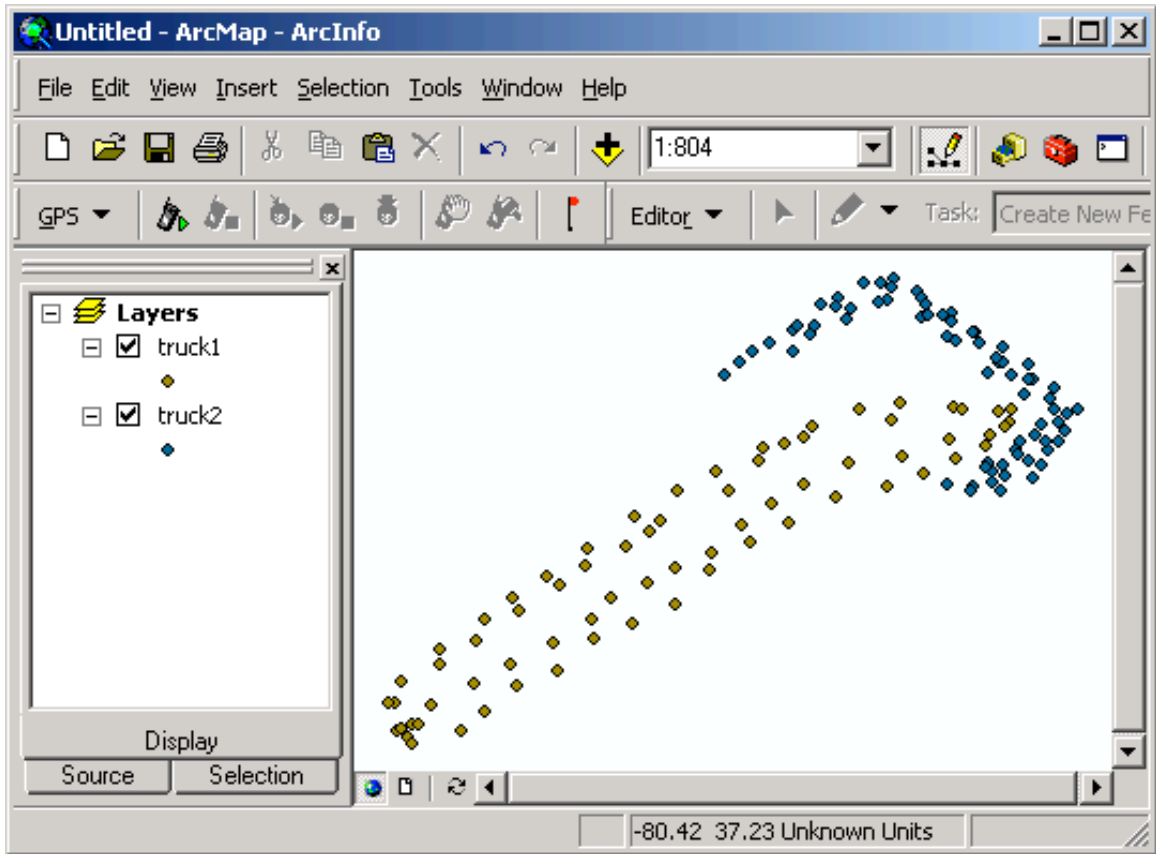 Untitled - ArcMap - ArcInfo
File Edit View Insert Selection Tools Window Help
1:804
GPS Editor Task: Create New Fe
Layers
truck1
truck2
Display
Source Selection
-80.42 37.23 Unknown Units